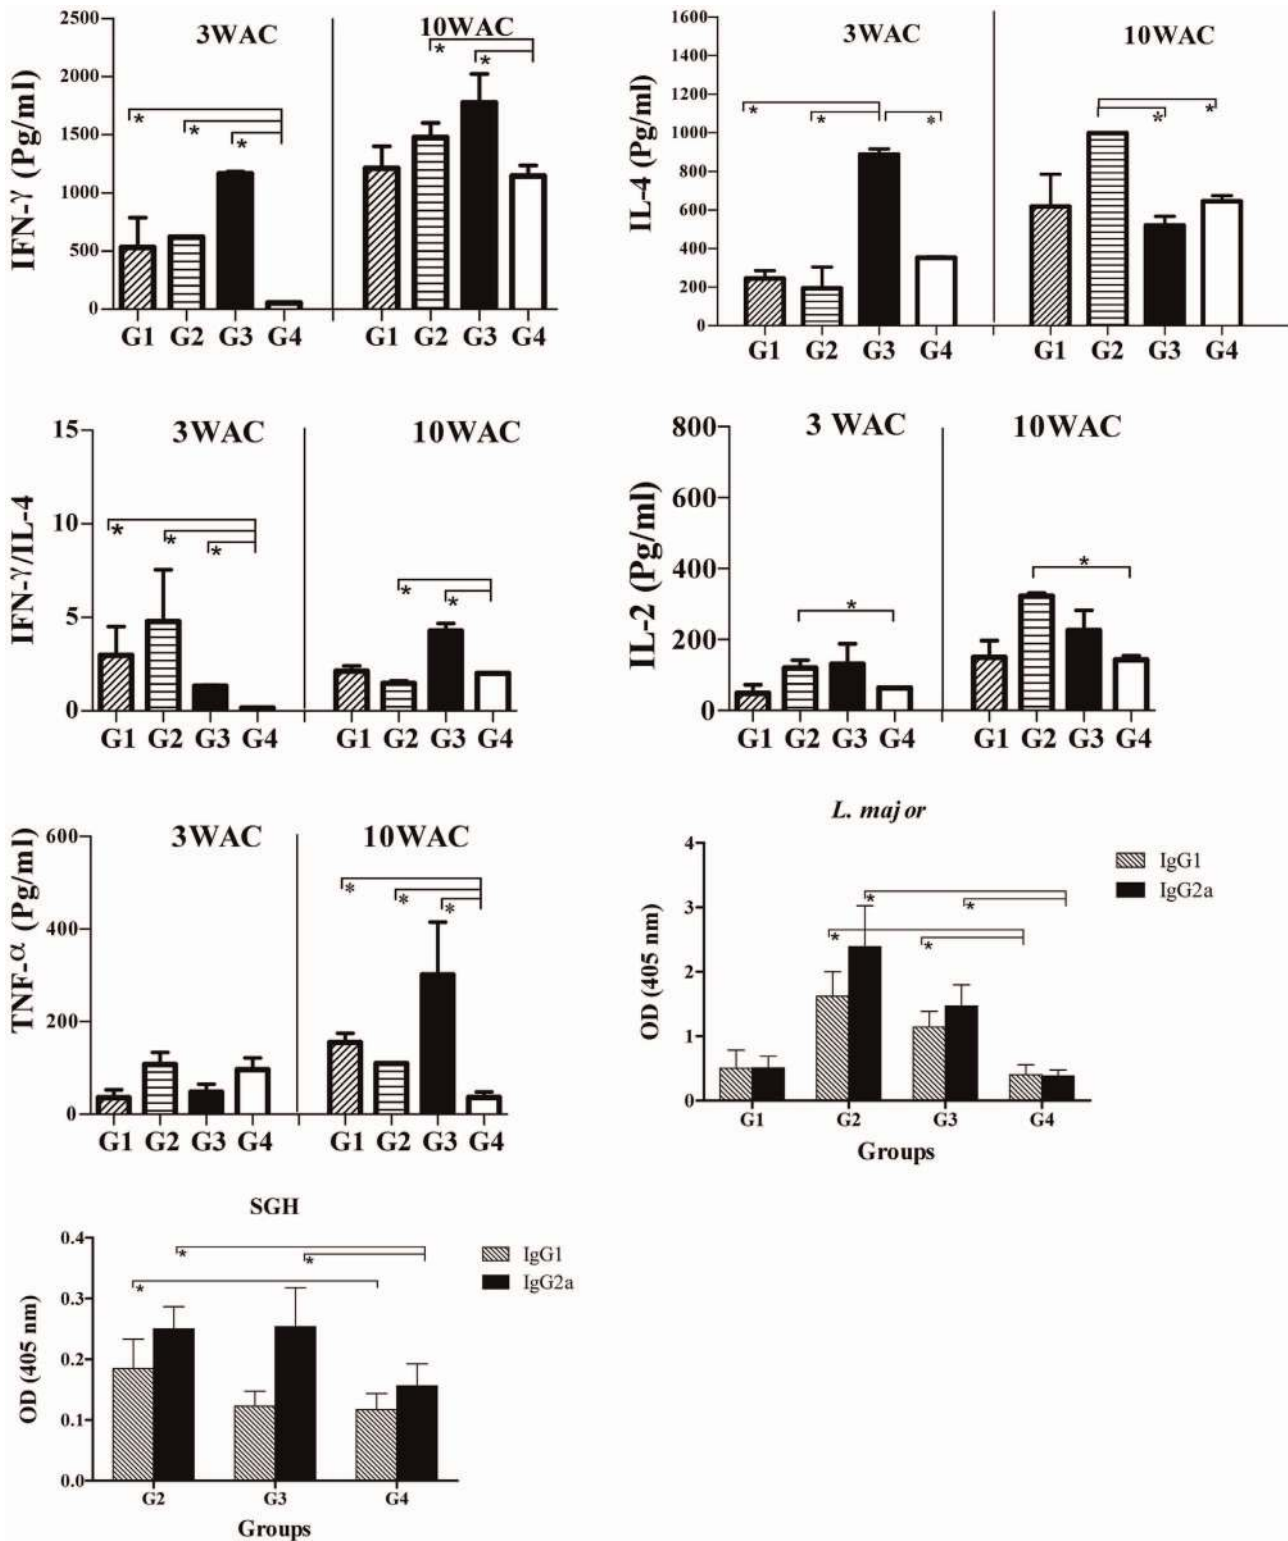 IFN-γ (Pg/ml)
3WAC
10WAC
2500
2000
1500
1000
500
0
* * *
* *
G1 G2 G3 G4
G1 G2 G3 G4
IL-4 (Pg/ml)
3WAC
10WAC
1600
1400
1200
1000
800
600
400
200
0
* * *
* *
G1 G2 G3 G4
G1 G2 G3 G4
IFN-γ/IL-4
3WAC
10WAC
15
10
5
0
* * *
* *
G1 G2 G3 G4
G1 G2 G3 G4
IL-2 (Pg/ml)
3 WAC
10WAC
800
600
400
200
0
*
*
G1 G2 G3 G4
G1 G2 G3 G4
TNF-α (Pg/ml)
3WAC
10WAC
600
400
200
0
* * *
G1 G2 G3 G4
G1 G2 G3 G4
L. major
OD (405 nm)
4
3
2
1
0
* *
* *
IgG1
IgG2a
G1 G2 G3 G4
Groups
SGH
OD (405 nm)
0.4
0.3
0.2
0.1
0.0
* *
*
IgG1
IgG2a
G2 G3 G4
Groups